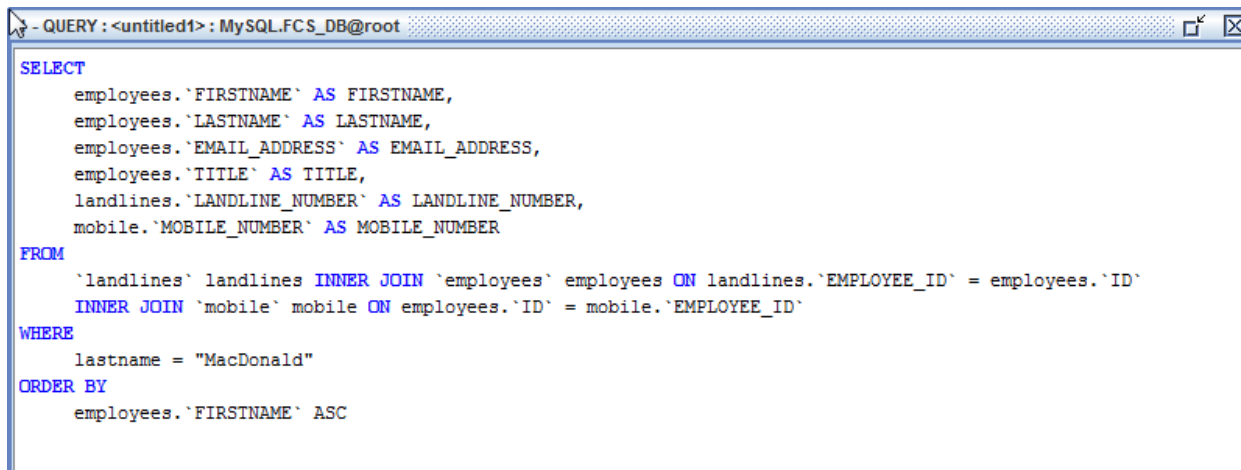 - QUERY : <untitled1> : MySQL.FCS_DB@root
SELECT
employees.`FIRSTNAME` AS FIRSTNAME,
employees.`LASTNAME` AS LASTNAME,
employees.`EMAIL_ADDRESS` AS EMAIL_ADDRESS,
employees.`TITLE` AS TITLE,
landlines.`LANDLINE_NUMBER` AS LANDLINE_NUMBER,
mobile.`MOBILE_NUMBER` AS MOBILE_NUMBER
FROM
`landlines` landlines INNER JOIN `employees` employees ON landlines.`EMPLOYEE_ID` = employees.`ID`
INNER JOIN `mobile` mobile ON employees.`ID` = mobile.`EMPLOYEE_ID`
WHERE
lastname = "MacDonald"
ORDER BY
employees.`FIRSTNAME` ASC